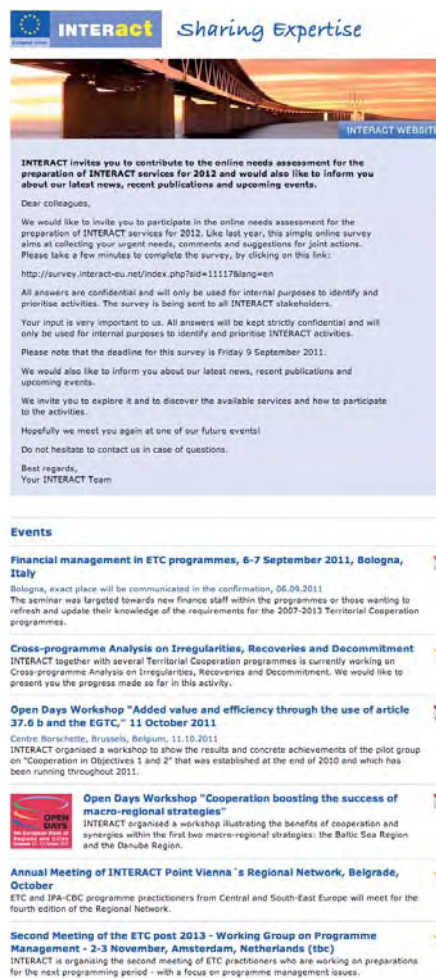 INTERact Sharing Expertise
European Union
INTERACT WEBSITE
INTERACT invites you to contribute to the online needs assessment for the
preparation of INTERACT services for 2012 and would also like to inform you
about our latest news, recent publications and upcoming events.
Dear colleagues,
We would like to invite you to participate in the online needs assessment for the
preparation of INTERACT services for 2012. Like last year, this simple online survey
aims at collecting your urgent needs, comments and suggestions for joint actions.
Please take a few minutes to complete the survey, by clicking on this link:
http://survey.interact-eu.net/index.php?sid=11117&lang=en
All answers are confidential and will only be used for internal purposes to identify and
prioritise activities. The survey is being sent to all INTERACT stakeholders.
Your input is very important to us. All answers will be kept strictly confidential and will
only be used for internal purposes to identify and prioritise INTERACT activities.
Please note that the deadline for this survey is Friday 9 September 2011.
We would also like to inform you about our latest news, recent publications and
upcoming events.
We invite you to explore it and to discover the available services and how to participate
to the activities.
Hopefully we meet you again at one of our future events!
Do not hesitate to contact us in case of questions.
Best regards,
Your INTERACT Team
Events
Financial management in ETC programmes, 6-7 September 2011, Bologna,
Italy
Bologna, exact place will be communicated in the confirmation, 06.09.2011
The seminar was targeted towards new finance staff within the programmes or those wanting to
refresh and update their knowledge of the requirements for the 2007-2013 Territorial Cooperation
programmes.
Cross-programme Analysis on Irregularities, Recoveries and Decommitment
INTERACT together with several Territorial Cooperation programmes is currently working on
Cross-programme Analysis on Irregularities, Recoveries and Decommitment. We would like to
present you the progress made so far in this activity.
Open Days Workshop "Added value and efficiency through the use of article
37.6 b and the EGTC," 11 October 2011
Centre Borschette, Brussels, Belgium, 11.10.2011
INTERACT organised a workshop to show the results and concrete achievements of the pilot group
on "Cooperation in Objectives 1 and 2" that was established at the end of 2010 and which has
been running throughout 2011.
OPEN
DAYS
Open Days Workshop "Cooperation boosting the success of
macro-regional strategies"
INTERACT organised a workshop illustrating the benefits of cooperation and
synergies within the first two macro-regional strategies: the Baltic Sea Region
and the Danube Region.
Annual Meeting of INTERACT Point Vienna´s Regional Network, Belgrade,
October
ETC and IPA-CBC programme practictioners from Central and South-East Europe will meet for the
fourth edition of the Regional Network.
Second Meeting of the ETC post 2013 - Working Group on Programme
Management - 2-3 November, Amsterdam, Netherlands (tbc)
INTERACT is organising the second meeting of ETC practitioners who are working on preparations
for the next programming period - with a focus on programme management issues.